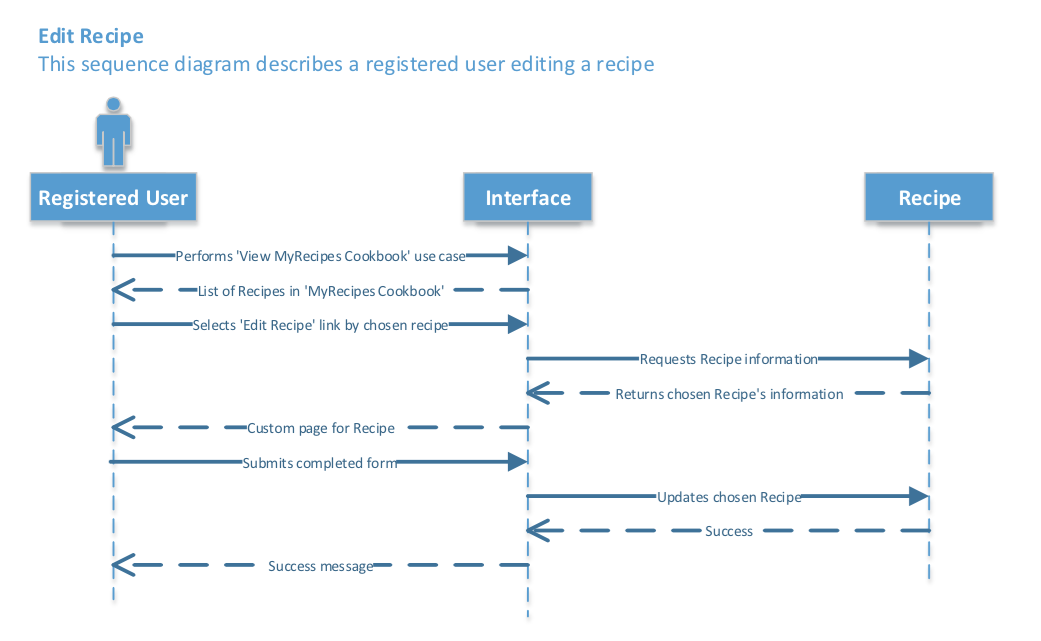 Edit Recipe
This sequence diagram describes a registered user editing a recipe
Registered User
Interface
Recipe
Performs 'View MyRecipes Cookbook' use case
List of Recipes in 'MyRecipes Cookbook'
Selects 'Edit Recipe' link by chosen recipe
Requests Recipe information
Returns chosen Recipe's information
Custom page for Recipe
Submits completed form
Updates chosen Recipe
Success
Success message